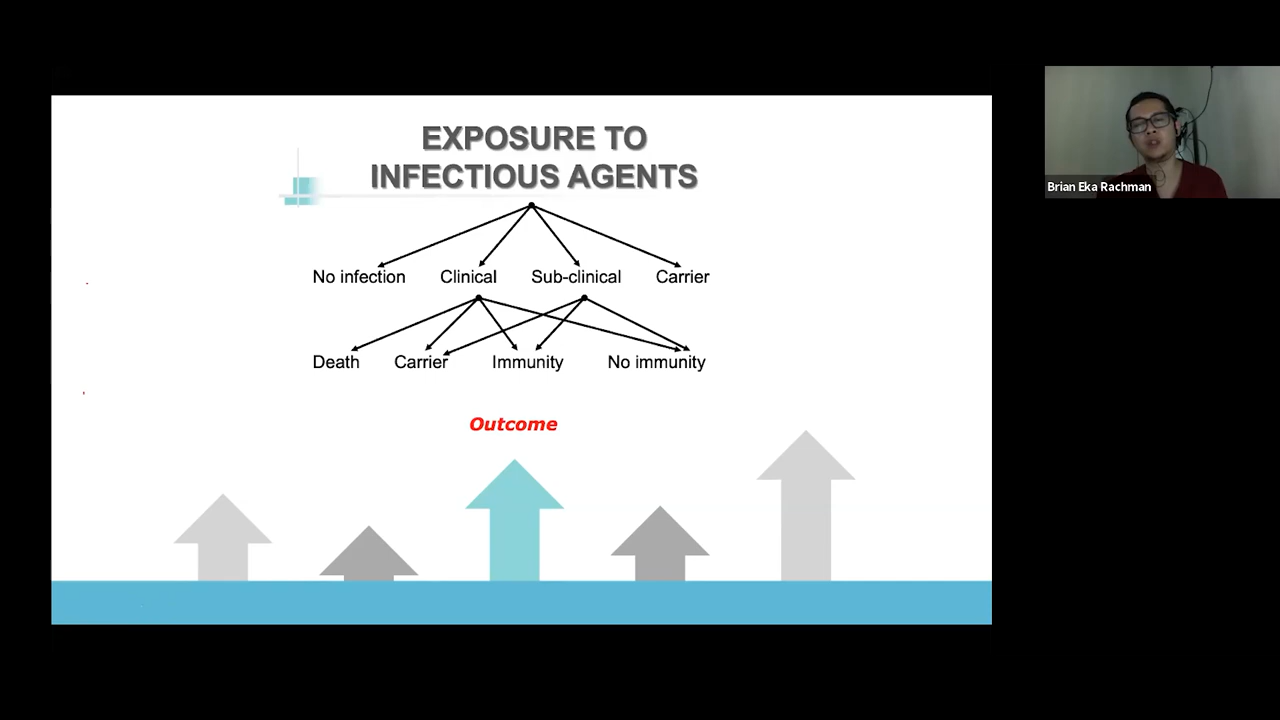 EXPOSURE TO
INFECTIOUS AGENTS
No infection Clinical Sub-clinical Carrier
Death Carrier Immunity No immunity
Outcome
Brian Eka Rachman